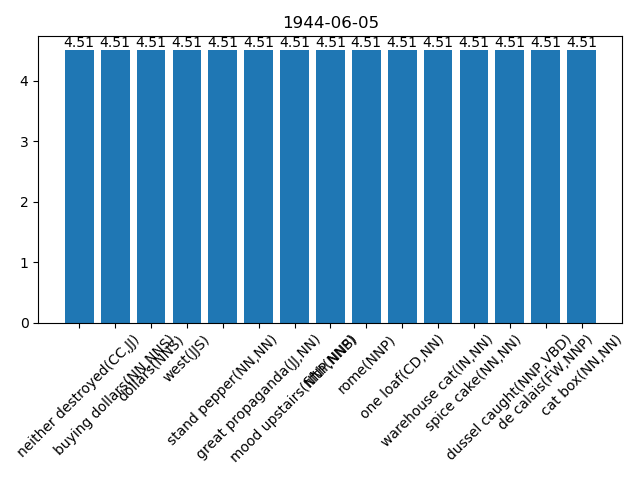 1944-06-05
4.51 4.51 4.51 4.51 4.51 4.51 4.51 4.51 4.51 4.51 4.51 4.51 4.51 4.51 4.51
4
3
2
1
0
neither destroyed(CC,JJ)
buying dollars(NN,NNS)
dollars(NNS)
west(JJS)
stand pepper(NN,NN)
great propaganda(JJ,NN)
mood upstairs
rome(NNP)
one loaf(CD,NN)
warehouse cat(IN,NN)
spice cake(NN,NN)
dussel caught(NNP,VBD)
de calais(FW,NNP)
cat box(NN,NN)